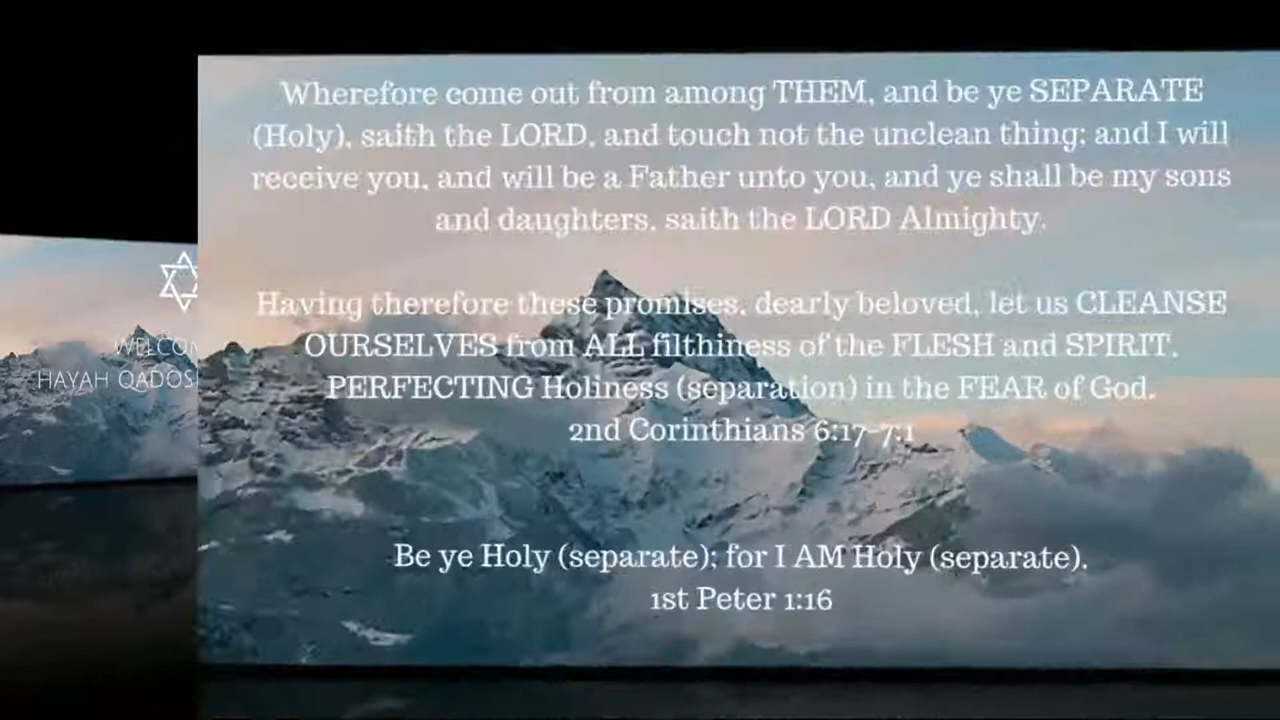 Wherefore come out from among THEM, and be ye SEPARATE
(Holy), saith the LORD, and touch not the unclean thing; and I will
receive you, and will be a Father unto you, and ye shall be my sons
and daughters, saith the LORD Almighty.
Having therefore these promises, dearly beloved, let us CLEANSE
OURSELVES from ALL filthiness of the FLESH and SPIRIT,
PERFECTING Holiness (separation) in the FEAR of God.
2nd Corinthians 6:17-7:1
Be ye Holy (separate); for I AM Holy (separate).
1st Peter 1:16
HAYAH